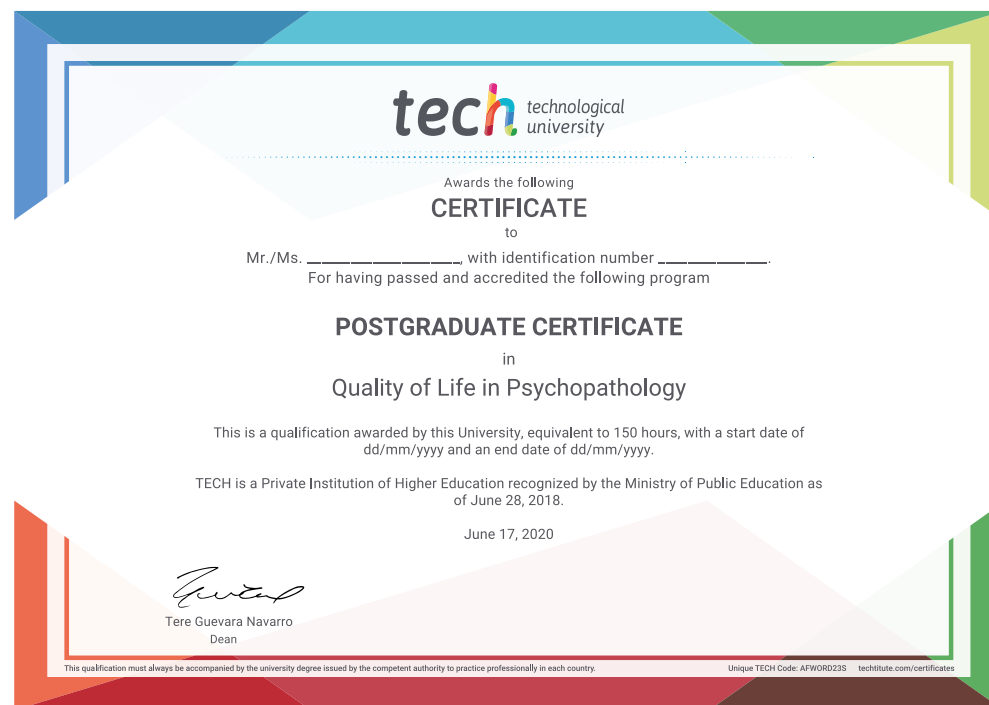 tech technological
university
Awards the following
CERTIFICATE
to
Mr./Ms. ____________________, with identification number ______________.
For having passed and accredited the following program
POSTGRADUATE CERTIFICATE
in
Quality of Life in Psychopathology
This is a qualification awarded by this University, equivalent to 150 hours, with a start date of
dd/mm/yyyy and an end date of dd/mm/yyyy.
TECH is a Private Institution of Higher Education recognized by the Ministry of Public Education as
of June 28, 2018.
June 17, 2020
Tere Guevara Navarro
Dean
This qualification must always be accompanied by the university degree issued by the competent authority to practice professionally in each country.
Unique TECH Code: AFWORD23S techtitute.com/certificates